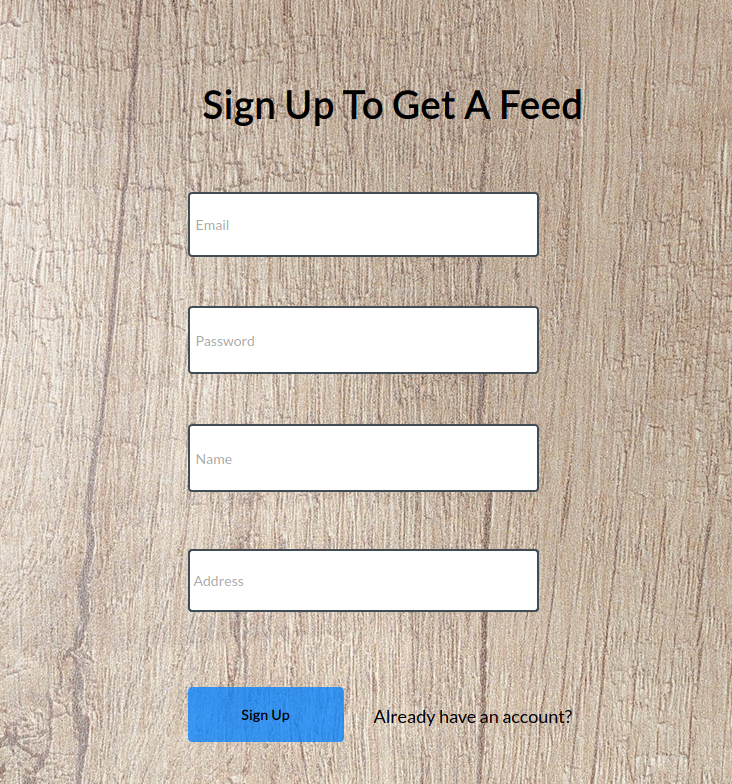 Sign Up To Get A Feed
Email
Password
Name
Address
Sign Up
Already have an account?